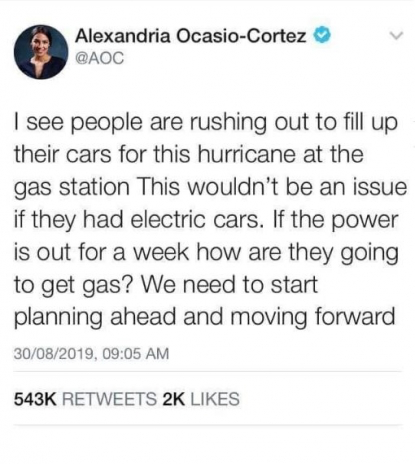 Alexandria Ocasio-Cortez
@AOC
I see people are rushing out to fill up
their cars for this hurricane at the
gas station This wouldn't be an issue
if they had electric cars. If the power
is out for a week how are they going
to get gas? We need to start
planning ahead and moving forward
30/08/2019, 09:05 AM
543K RETWEETS 2K LIKES